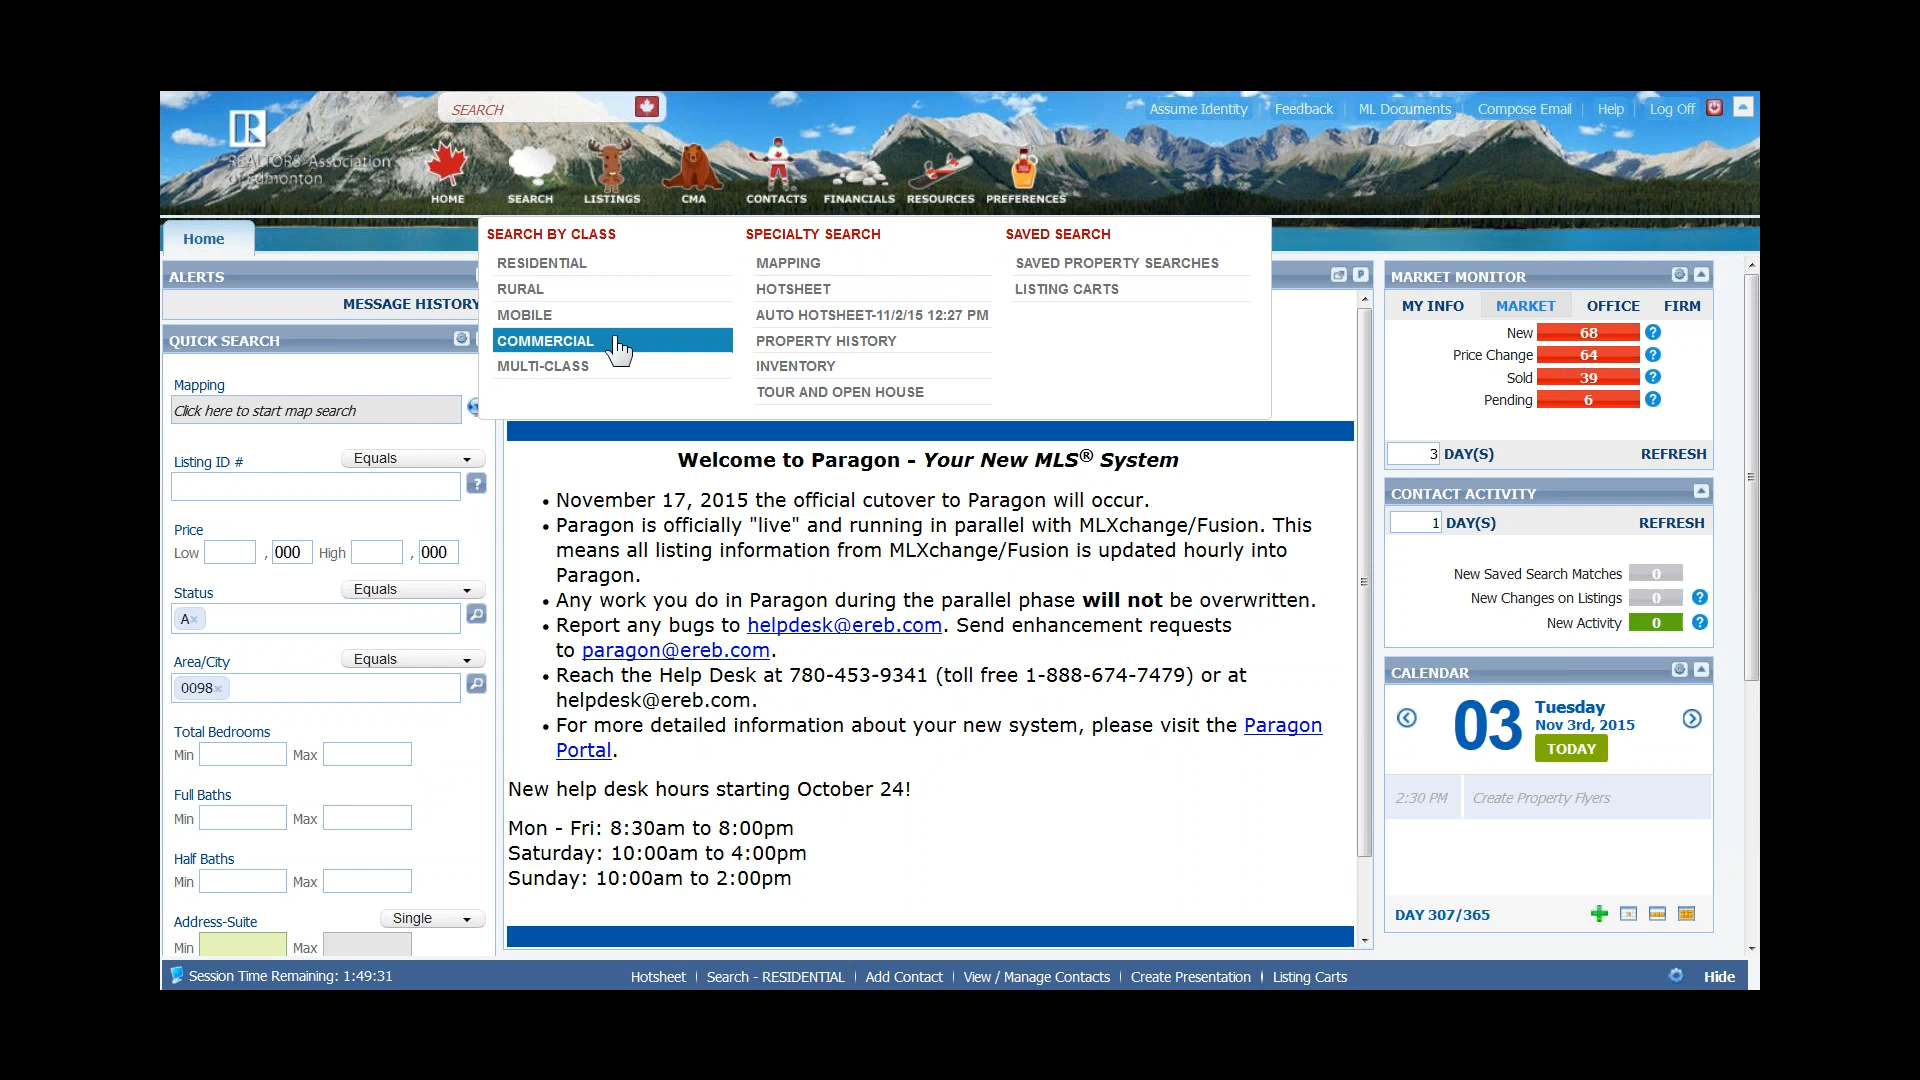 SEARCH
Assume Identity
Feedback
ML Documents
Compose Email
Help
Log Off
R
REALTORS Association
of Edmonton
HOME
SEARCH
LISTINGS
CMA
CONTACTS
FINANCIALS
RESOURCES
PREFERENCES
Home
SEARCH BY CLASS
RESIDENTIAL
RURAL
MOBILE
COMMERCIAL
MULTI-CLASS
SPECIALTY SEARCH
MAPPING
HOTSHEET
AUTO HOTSHEET-11/2/15 12:27 PM
PROPERTY HISTORY
INVENTORY
TOUR AND OPEN HOUSE
SAVED SEARCH
SAVED PROPERTY SEARCHES
LISTING CARTS
ALERTS
MESSAGE HISTORY
QUICK SEARCH
Mapping
Click here to start map search
Listing ID # Equals
?
Price
Low , 000 High , 000
Status Equals
A×
Area/City Equals
0098×
Total Bedrooms
Min Max
Full Baths
Min Max
Half Baths
Min Max
Address-Suite Single
Min Max
P
Welcome to Paragon - Your New MLS® System
• November 17, 2015 the official cutover to Paragon will occur.
• Paragon is officially "live" and running in parallel with MLXchange/Fusion. This
means all listing information from MLXchange/Fusion is updated hourly into
Paragon.
• Any work you do in Paragon during the parallel phase will not be overwritten.
• Report any bugs to helpdesk@ereb.com. Send enhancement requests
to paragon@ereb.com.
• Reach the Help Desk at 780-453-9341 (toll free 1-888-674-7479) or at
helpdesk@ereb.com.
• For more detailed information about your new system, please visit the Paragon
Portal.
New help desk hours starting October 24!
Mon - Fri: 8:30am to 8:00pm
Saturday: 10:00am to 4:00pm
Sunday: 10:00am to 2:00pm
MARKET MONITOR
MY INFO MARKET OFFICE FIRM
New 68 ?
Price Change 64 ?
Sold 39 ?
Pending 6 ?
3 DAY(S) REFRESH
CONTACT ACTIVITY
1 DAY(S) REFRESH
New Saved Search Matches 0
New Changes on Listings 0 ?
New Activity 0 ?
CALENDAR
03
Tuesday
Nov 3rd, 2015
TODAY
2:30 PM Create Property Flyers
DAY 307/365
Session Time Remaining: 1:49:31
Hotsheet
Search - RESIDENTIAL
Add Contact
View / Manage Contacts
Create Presentation
Listing Carts
Hide